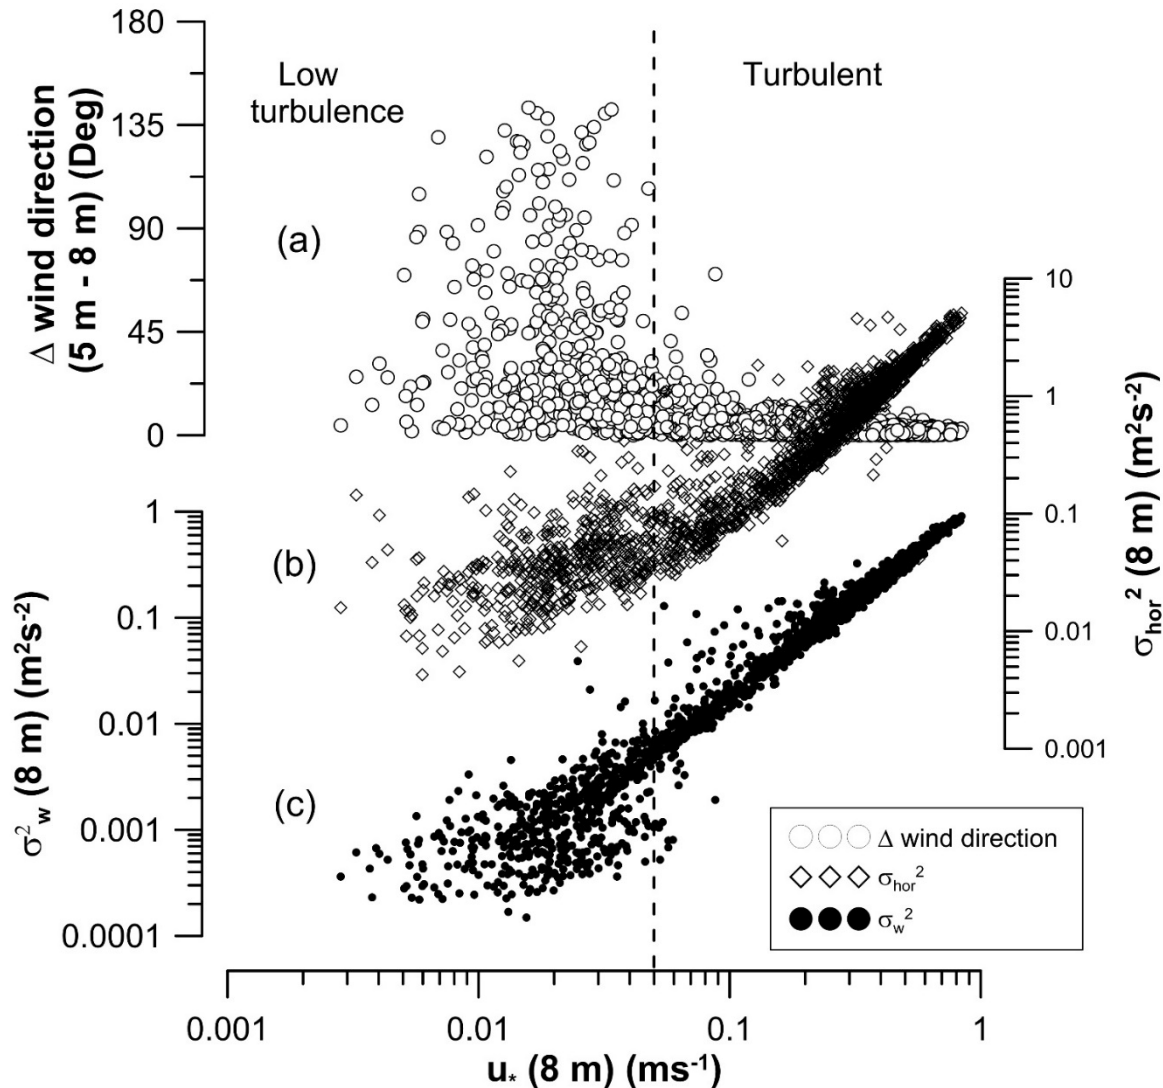 Δ wind direction
(5 m - 8 m) (Deg)
180
135
90
45
0
Low
turbulence
Turbulent
(a)
(b)
(c)
10
1
0.1
0.01
0.001
σhor² (8 m) (m²s⁻²)
1
0.1
0.01
0.001
0.0001
σ²w (8 m) (m²s⁻²)
Δ wind direction
σhor²
σw²
0.001 0.01 0.1 1
u* (8 m) (ms⁻¹)